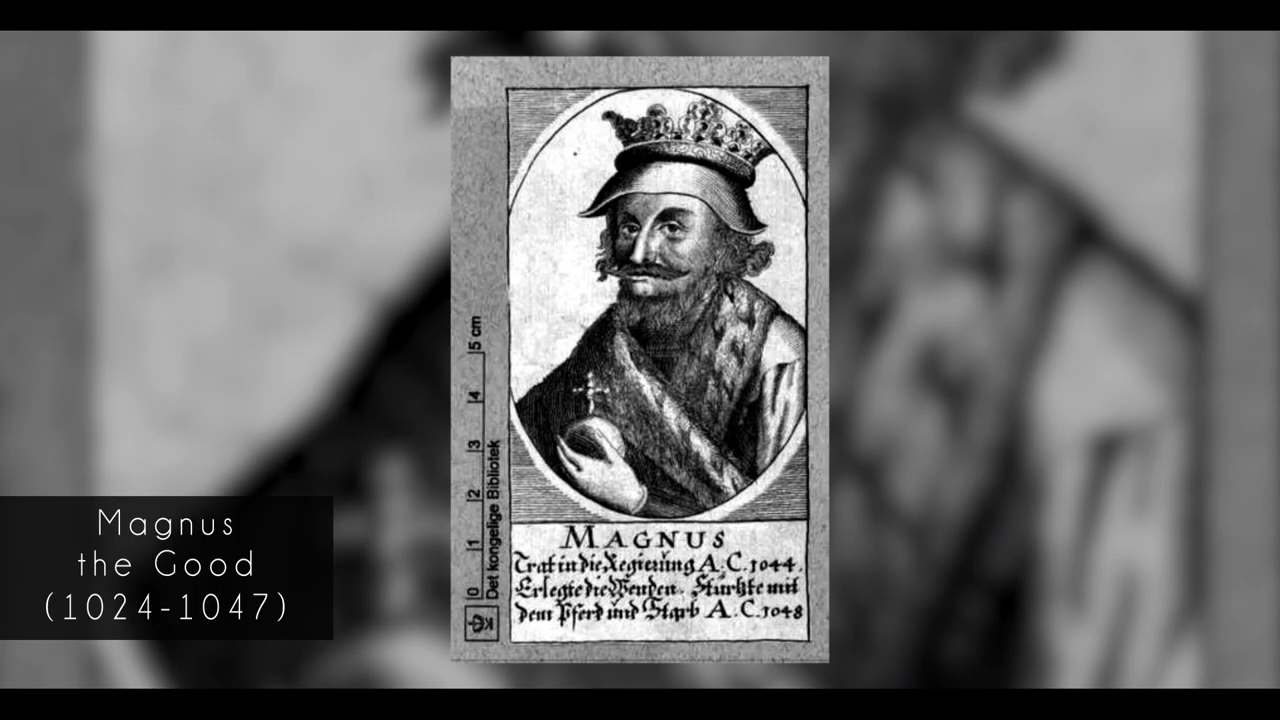 Magnus
the Good
(1024-1047)
0 1 2 3 4 5 cm
Det kongelige Bibliotek
MAGNUS
Trat in die Regierung A.C. 1044.
Erlegte die Wenden. Stürtzte mit
dem Pferd und Starb A.C. 1048